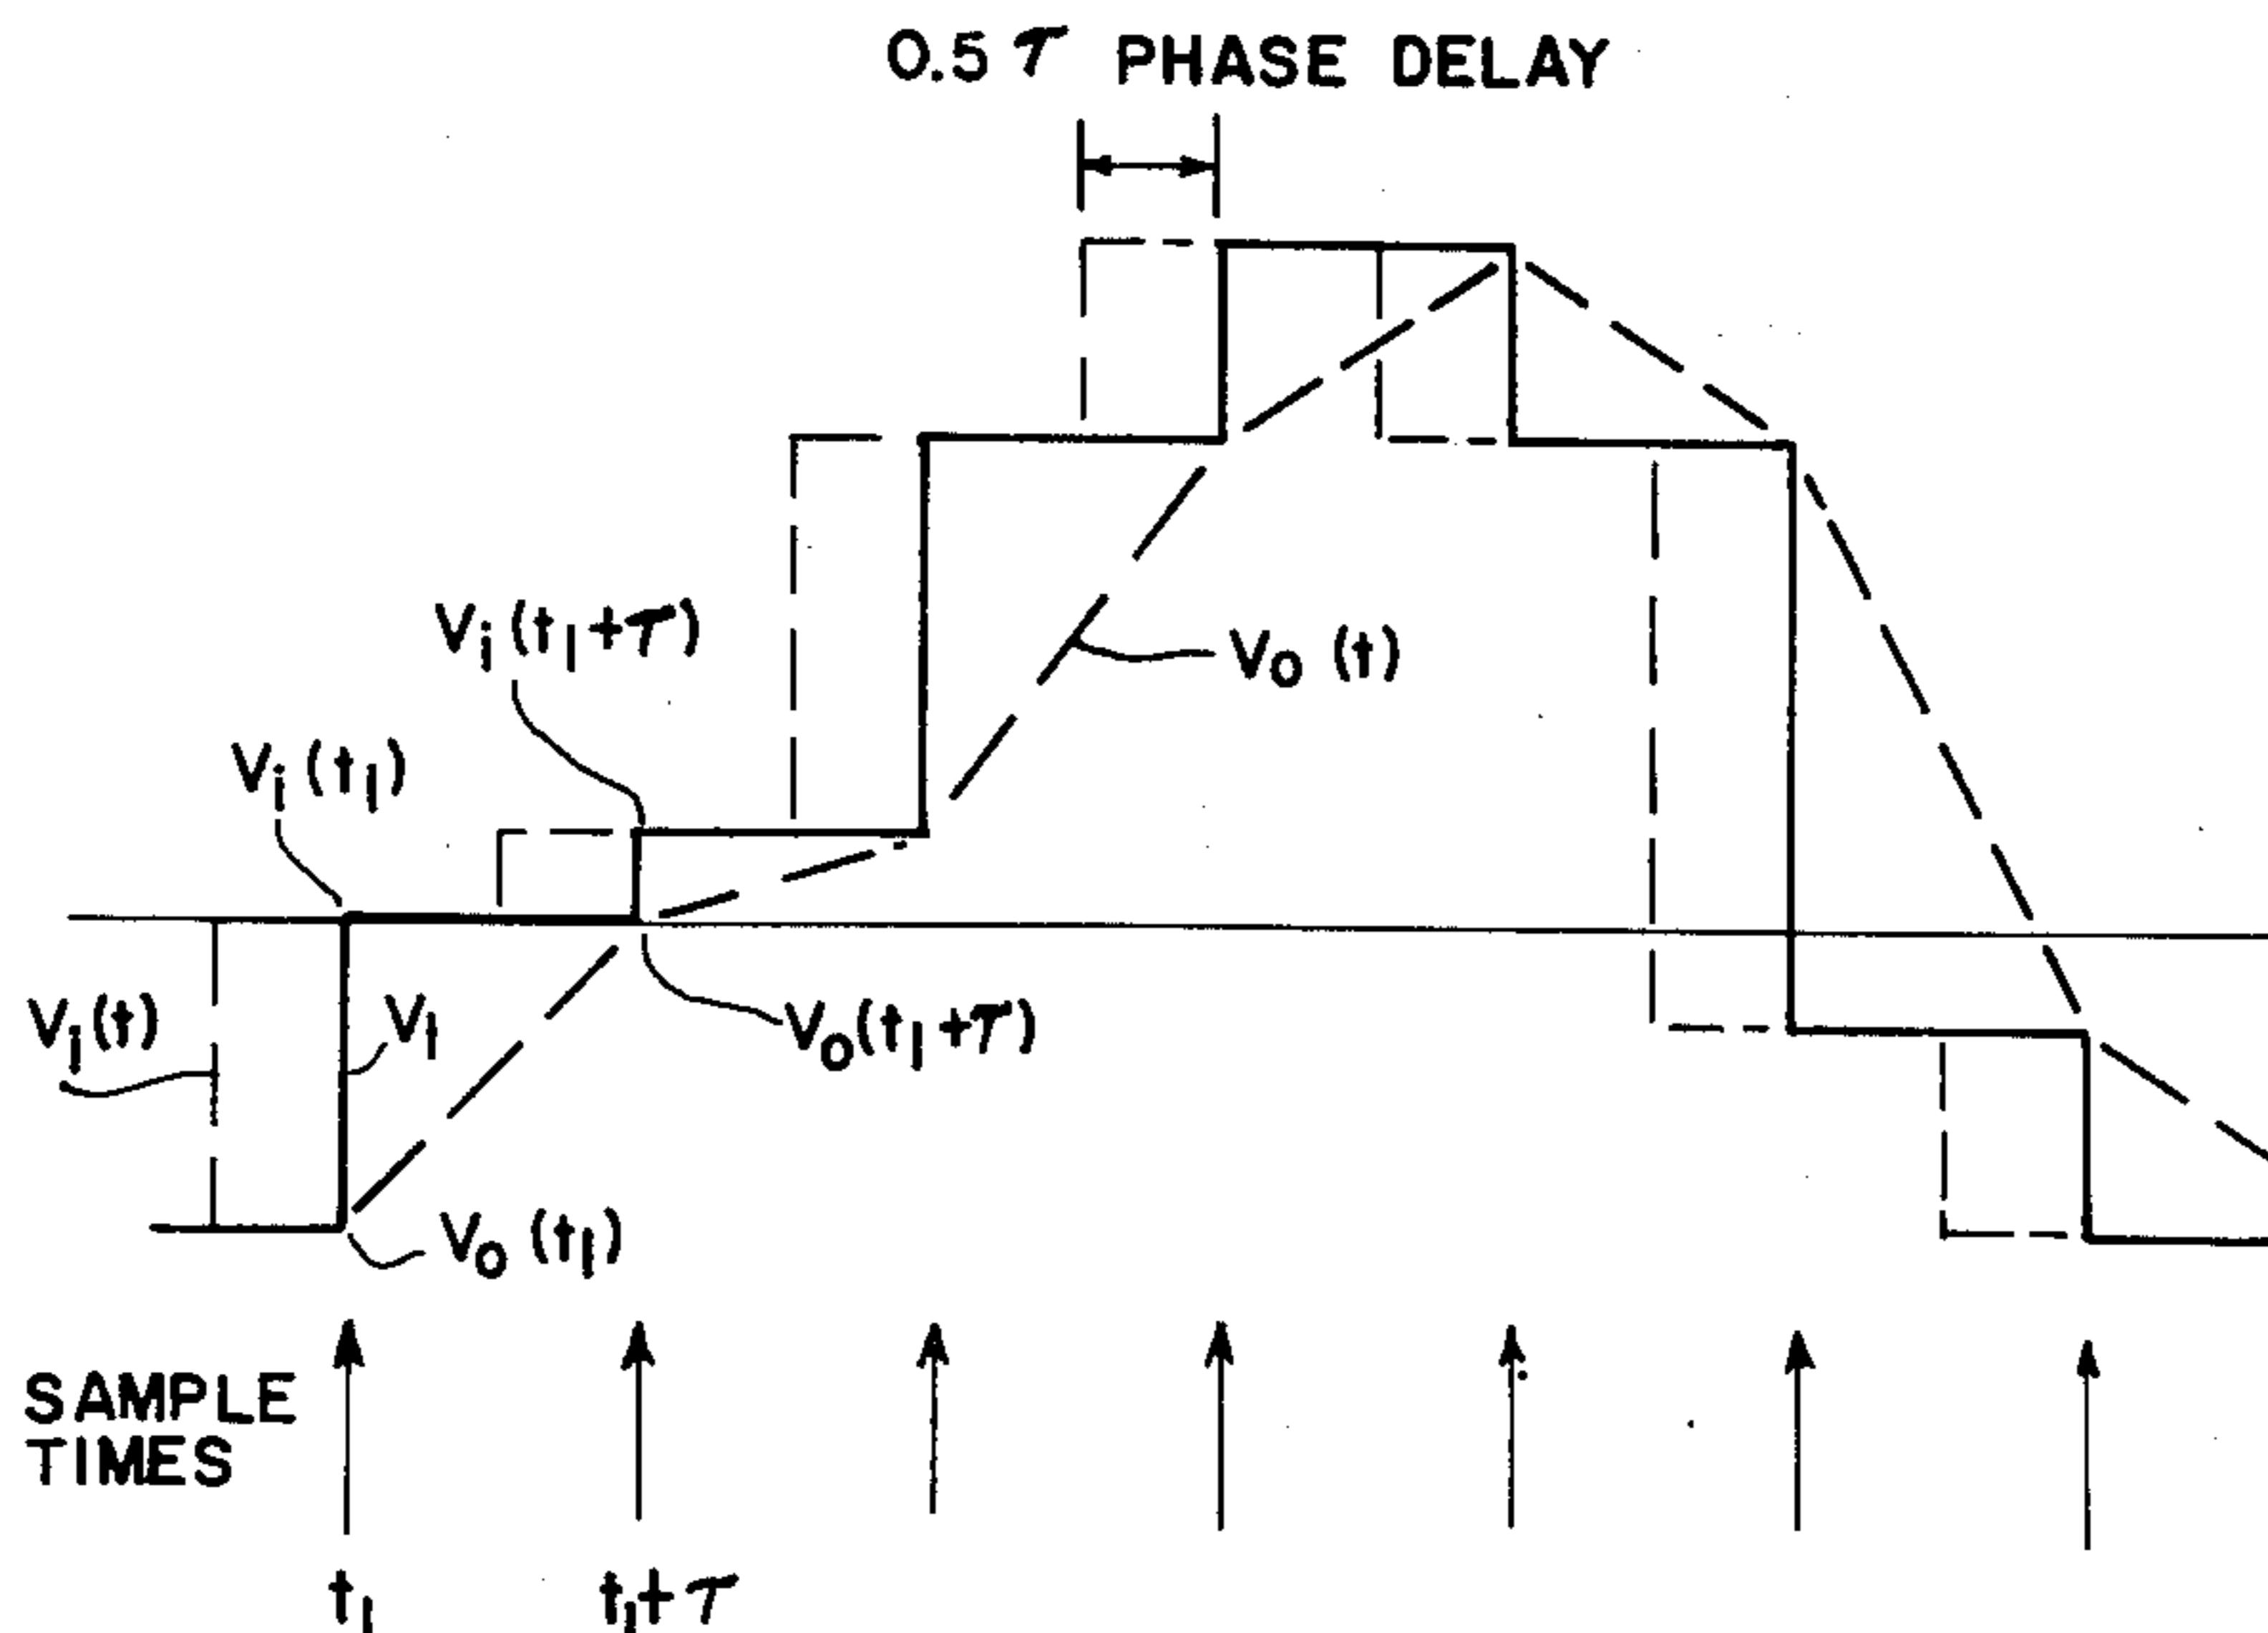 0.5 τ PHASE DELAY
Vi (t1+τ)
Vo (t)
Vi (t1)
Vi(t)
V1
Vo(t1+τ)
Vo (t1)
SAMPLE
TIMES
t1
t1+τ